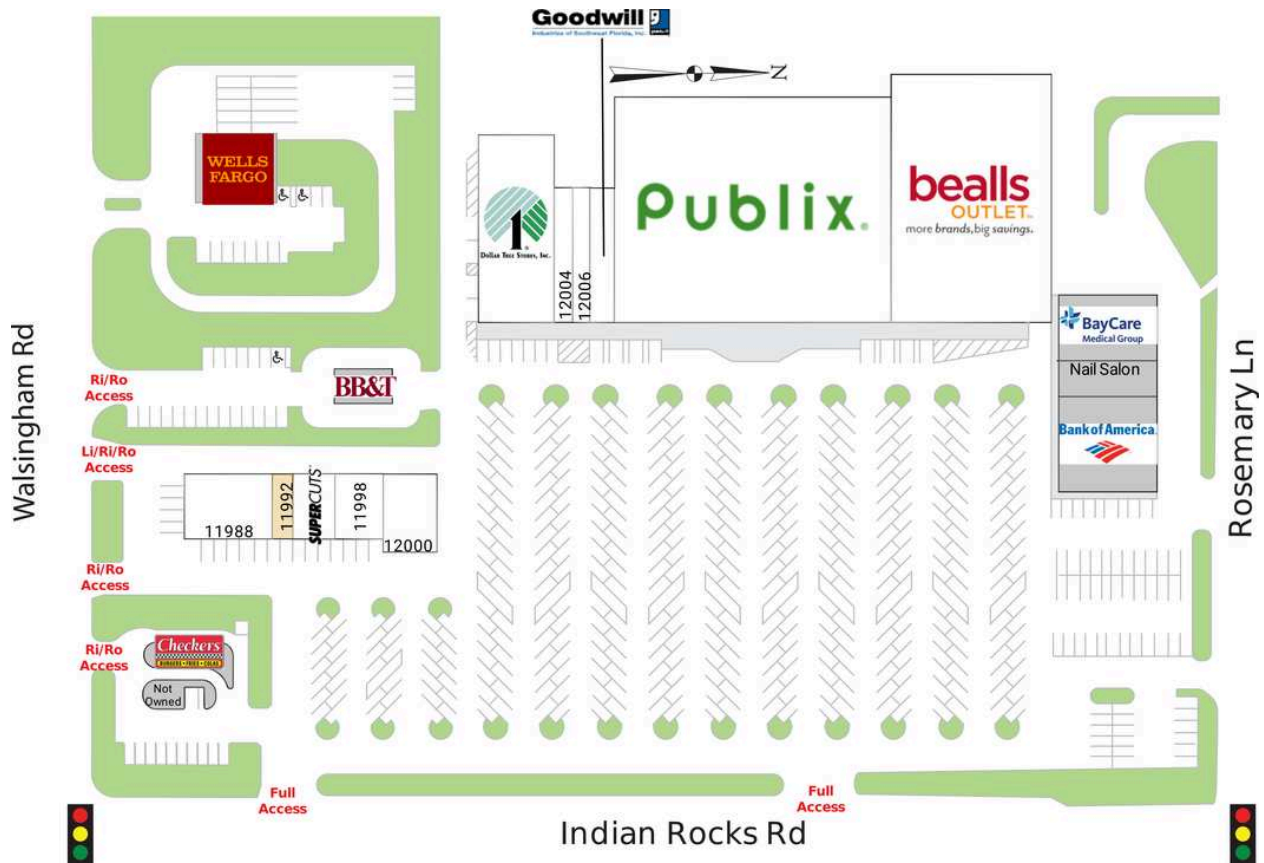 Goodwill
Industries of Southwest Florida, Inc.
N
WELLS
FARGO
1
Dollar Tree Stores, Inc.
12004
12006
Publix.
bealls
OUTLET
more brands, big savings.
BayCare
Medical Group
Nail Salon
Bank of America
Walsingham Rd
Rosemary Ln
Ri/Ro
Access
BB&T
Li/Ri/Ro
Access
11988
11992
SUPERCUTS
11998
12000
Ri/Ro
Access
Ri/Ro
Access
Checkers
BURGERS • FRIES • COLAS
Not
Owned
Full
Access
Full
Access
Indian Rocks Rd